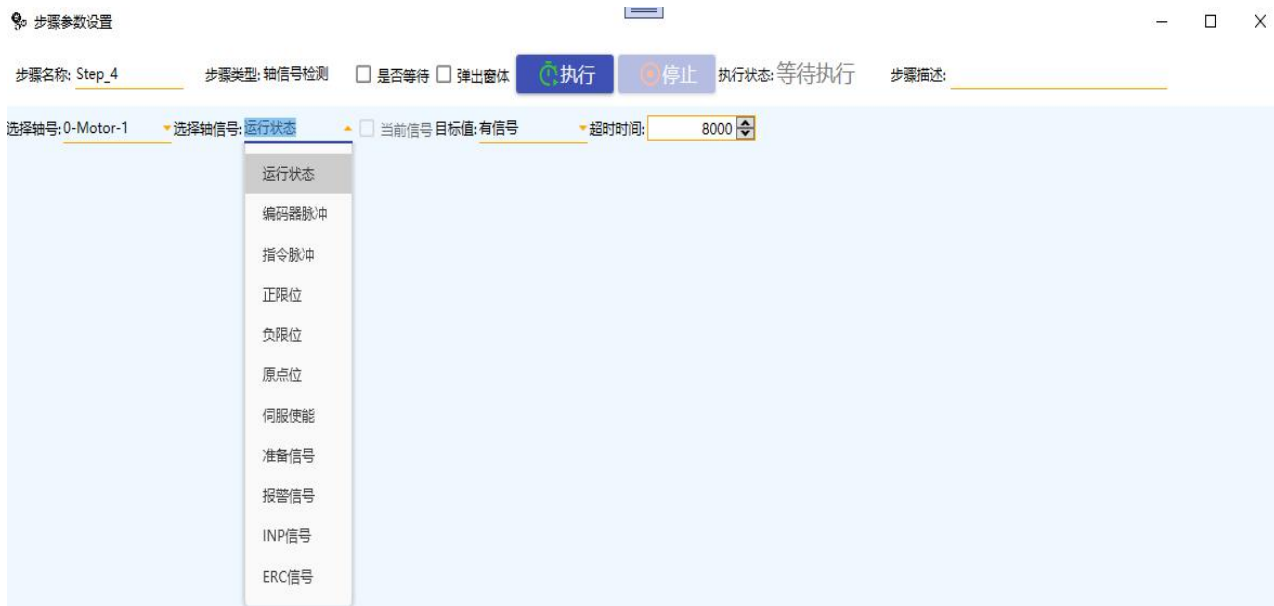 步骤参数设置
步骤名称: Step_4 步骤类型: 轴信号检测 是否等待 弹出窗体 执行 停止 执行状态: 等待执行 步骤描述:
选择轴号: 0-Motor-1 选择轴信号: 运行状态 当前信号 目标值: 有信号 超时时间: 8000
运行状态
编码器脉冲
指令脉冲
正限位
负限位
原点位
伺服使能
准备信号
报警信号
INP信号
ERC信号